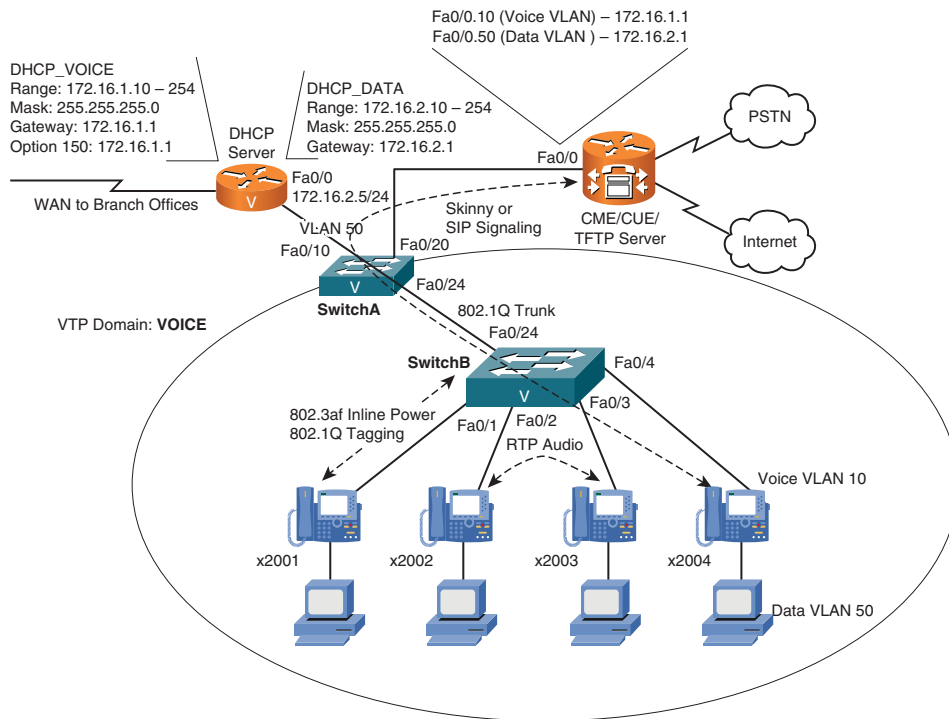 Fa0/0.10 (Voice VLAN) – 172.16.1.1
Fa0/0.50 (Data VLAN ) – 172.16.2.1
DHCP_VOICE
Range: 172.16.1.10 – 254
Mask: 255.255.255.0
Gateway: 172.16.1.1
Option 150: 172.16.1.1
DHCP_DATA
Range: 172.16.2.10 – 254
Mask: 255.255.255.0
Gateway: 172.16.2.1
DHCP
Server
V
Fa0/0
172.16.2.5/24
WAN to Branch Offices
VLAN 50
Fa0/10
Fa0/0
PSTN
Internet
CME/CUE/
TFTP Server
Skinny or
SIP Signaling
Fa0/20
Fa0/24
V
SwitchA
VTP Domain: VOICE
802.1Q Trunk
Fa0/24
SwitchB
V
Fa0/4
Fa0/3
Fa0/2
Fa0/1
802.3af Inline Power
802.1Q Tagging
RTP Audio
Voice VLAN 10
x2001
x2002
x2003
x2004
Data VLAN 50